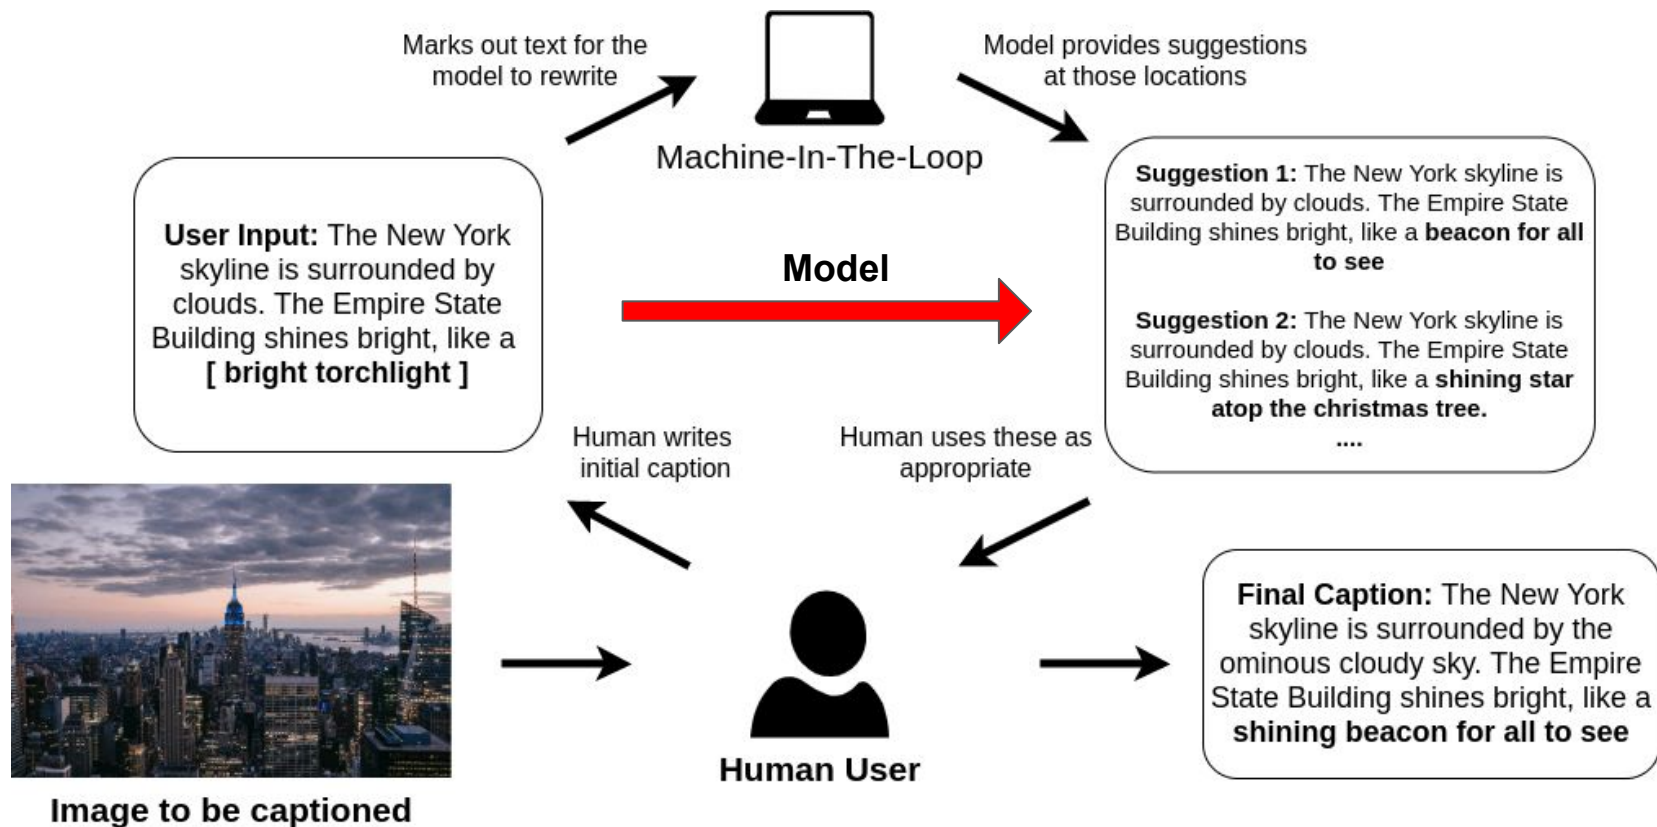 Marks out text for the
model to rewrite
Model provides suggestions
at those locations
Machine-In-The-Loop
User Input: The New York
skyline is surrounded by
clouds. The Empire State
Building shines bright, like a
[ bright torchlight ]
Model
Suggestion 1: The New York skyline is
surrounded by clouds. The Empire State
Building shines bright, like a beacon for all
to see
Suggestion 2: The New York skyline is
surrounded by clouds. The Empire State
Building shines bright, like a shining star
atop the christmas tree.
....
Human writes
initial caption
Human uses these as
appropriate
Final Caption: The New York
skyline is surrounded by the
ominous cloudy sky. The Empire
State Building shines bright, like a
shining beacon for all to see
Human User
Image to be captioned